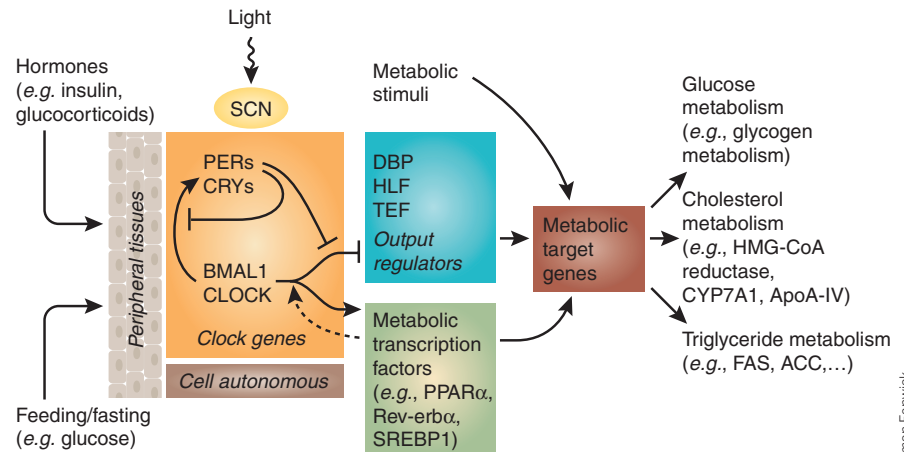 Light
Hormones
(e.g. insulin,
glucocorticoids)
SCN
Metabolic
stimuli
Glucose
metabolism
(e.g., glycogen
metabolism)
Peripheral tissues
PERs
CRYs
BMAL1
CLOCK
Clock genes
Cell autonomous
DBP
HLF
TEF
Output
regulators
Metabolic
target
genes
Cholesterol
metabolism
(e.g., HMG-CoA
reductase,
CYP7A1, ApoA-IV)
Metabolic
transcription
factors
(e.g., PPARα,
Rev-erbα,
SREBP1)
Triglyceride metabolism
(e.g., FAS, ACC,...)
Feeding/fasting
(e.g. glucose)
Fenwick